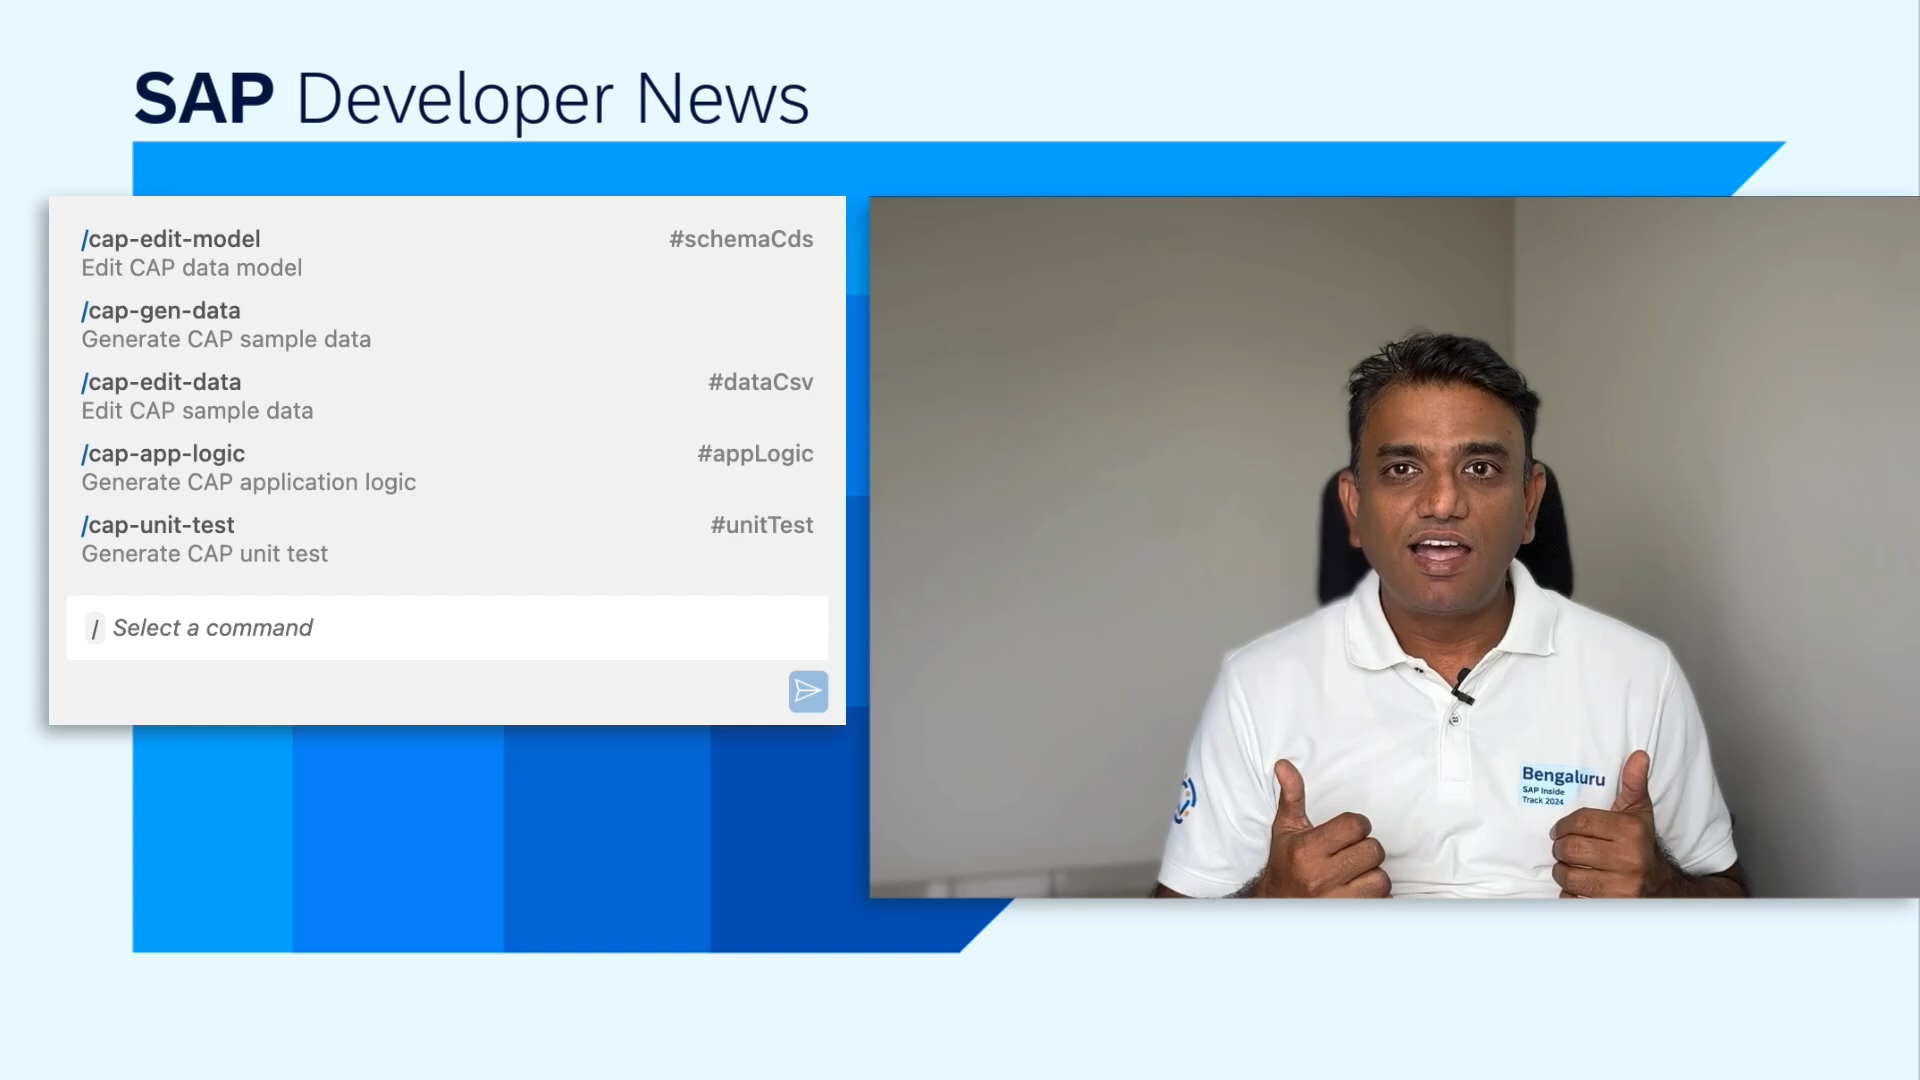 SAP Developer News
/cap-edit-model #schemaCds
Edit CAP data model
/cap-gen-data
Generate CAP sample data
/cap-edit-data #dataCsv
Edit CAP sample data
/cap-app-logic #appLogic
Generate CAP application logic
/cap-unit-test #unitTest
Generate CAP unit test
/ Select a command
Bengaluru
SAP Inside
Track 2024